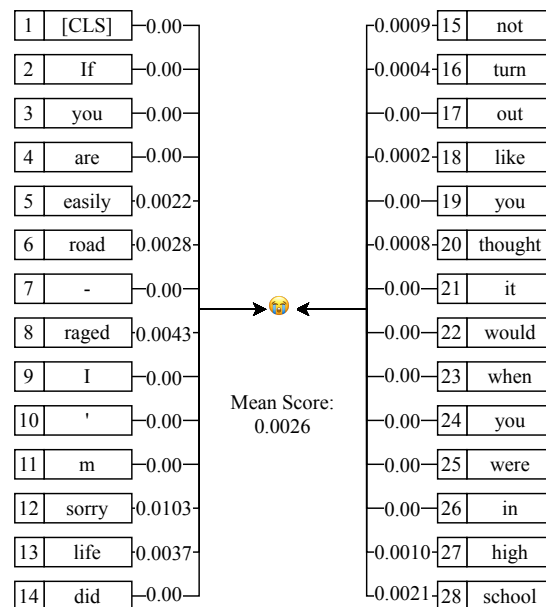 1 [CLS] 0.00
2 If 0.00
3 you 0.00
4 are 0.00
5 easily 0.0022
6 road 0.0028
7 - 0.00
8 raged 0.0043
9 I 0.00
10 ' 0.00
11 m 0.00
12 sorry 0.0103
13 life 0.0037
14 did 0.00
Mean Score:
0.0026
0.0009 15 not
0.0004 16 turn
0.00 17 out
0.0002 18 like
0.00 19 you
0.0008 20 thought
0.00 21 it
0.00 22 would
0.00 23 when
0.00 24 you
0.00 25 were
0.00 26 in
0.0010 27 high
0.0021 28 school